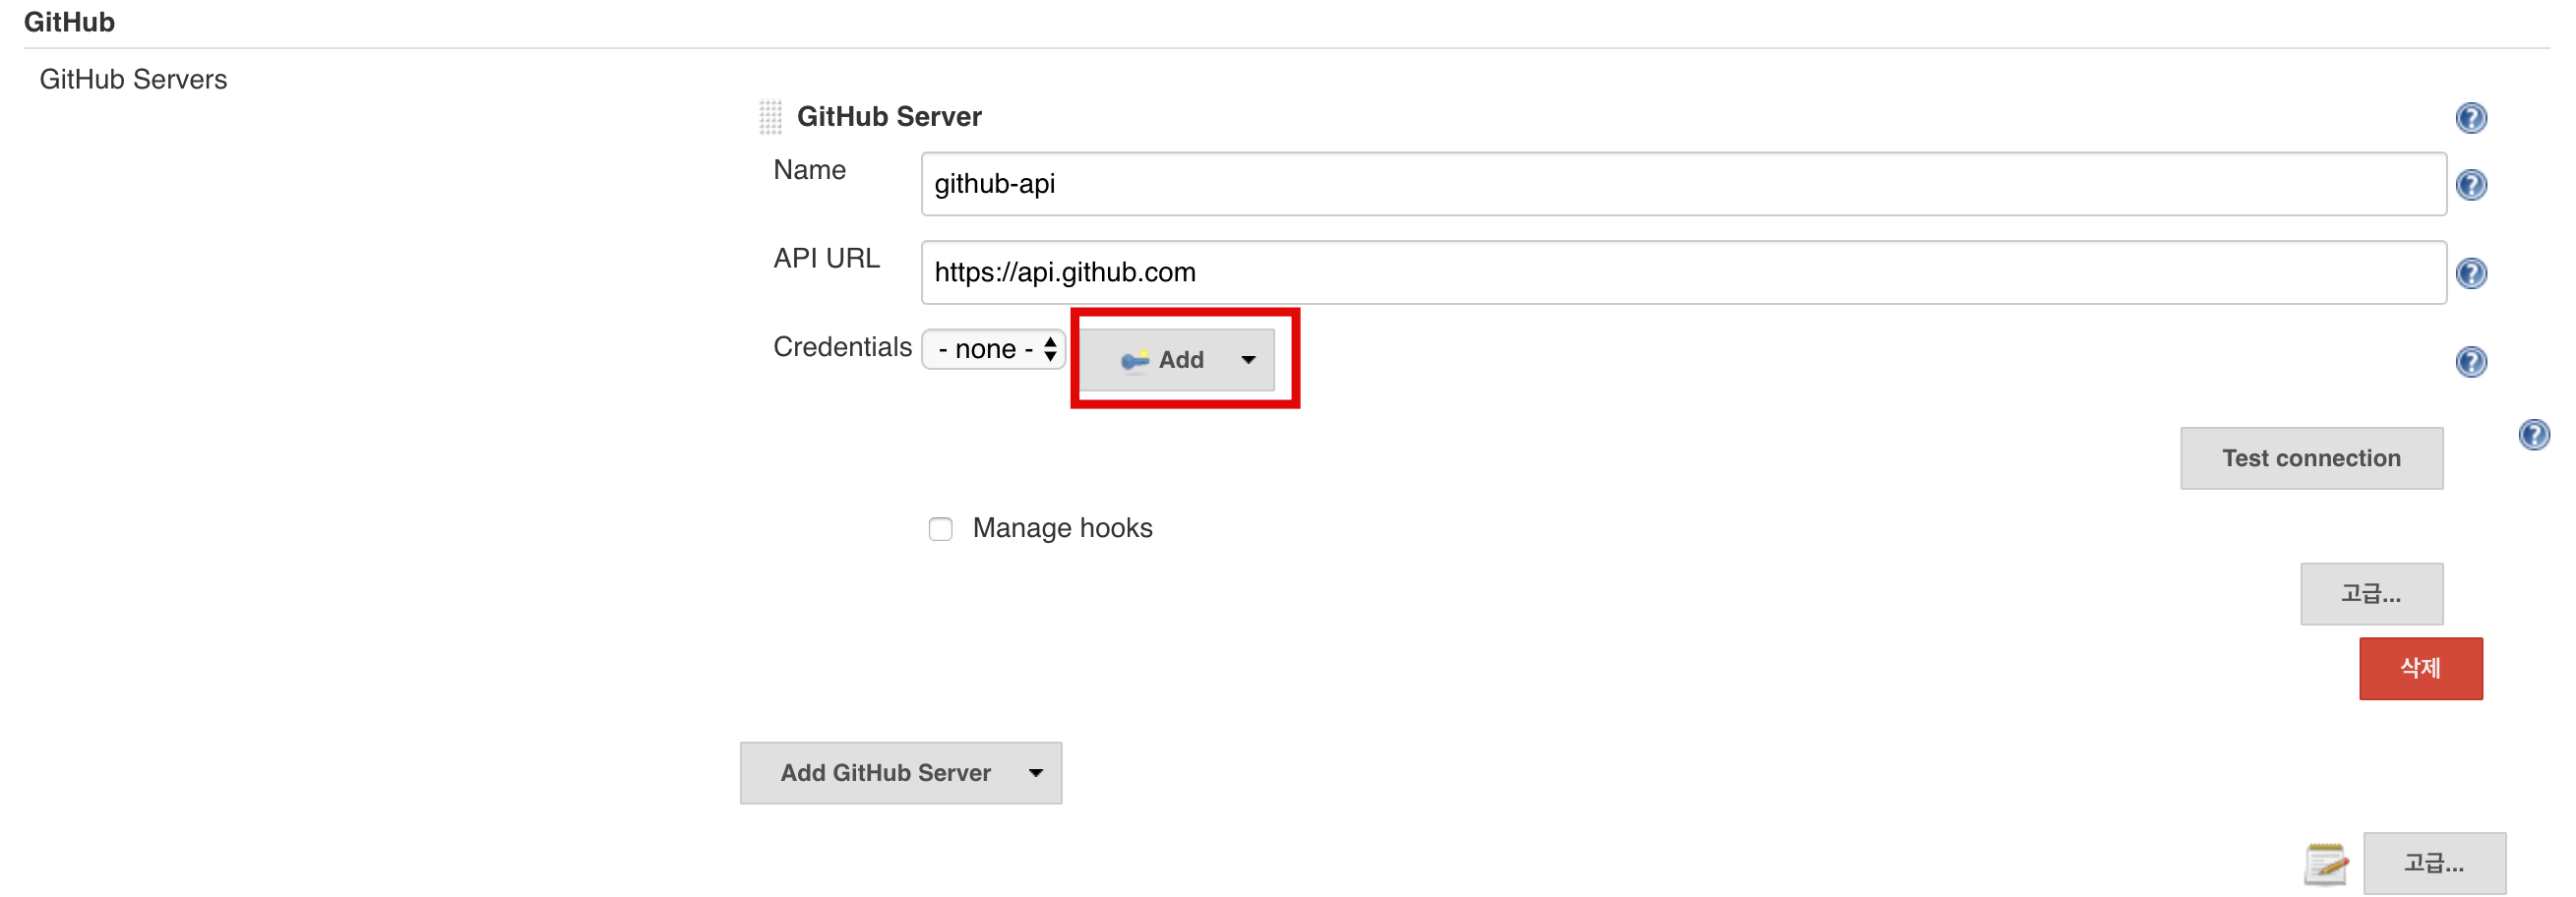 GitHub
GitHub Servers
GitHub Server
Name
github-api
API URL
https://api.github.com
Credentials - none - Add
Test connection
Manage hooks
고급...
삭제
Add GitHub Server
고급...